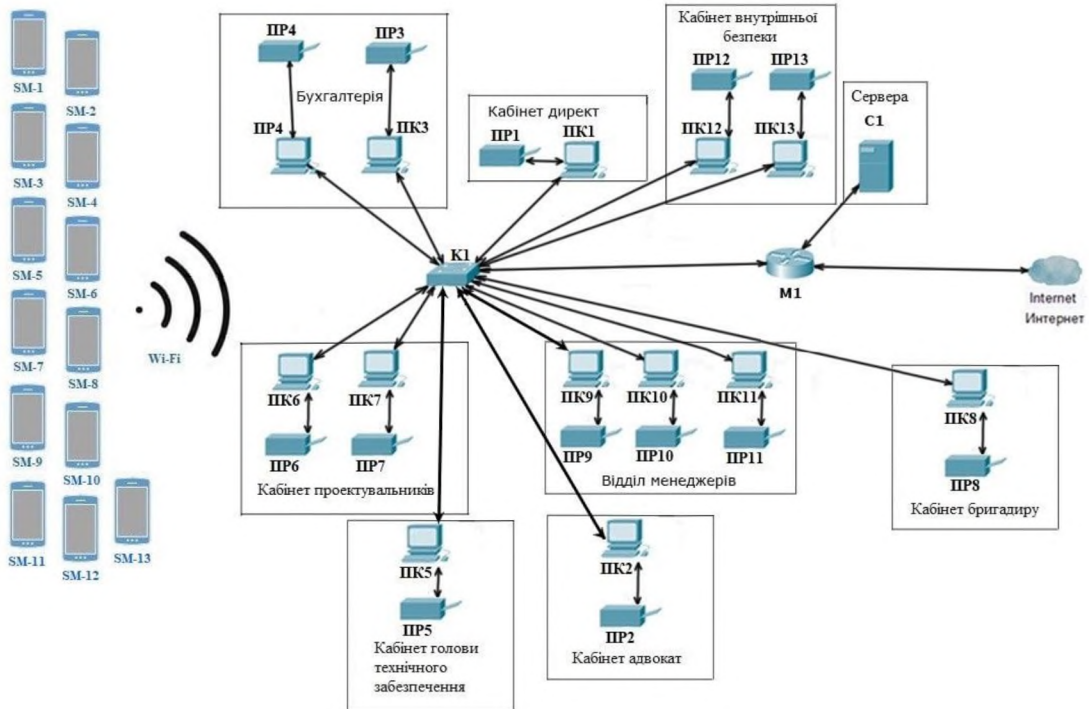 SM-1
SM-2
SM-3
SM-4
SM-5
SM-6
SM-7
SM-8
SM-9
SM-10
SM-11
SM-12
SM-13
Wi-Fi
ПР4
ПР3
Бухгалтерія
ПР4
ПК3
Кабінет директ
ПР1
ПК1
Кабінет внутрішньої
безпеки
ПР12
ПР13
ПК12
ПК13
Сервера
С1
К1
М1
Internet
Интернет
ПК6
ПК7
ПР6
ПР7
Кабінет проектувальників
ПК9
ПК10
ПК11
ПР9
ПР10
ПР11
Відділ менеджерів
ПК8
ПР8
Кабінет бригадиру
ПК5
ПР5
Кабінет голови
технічного
забезпечення
ПК2
ПР2
Кабінет адвокат